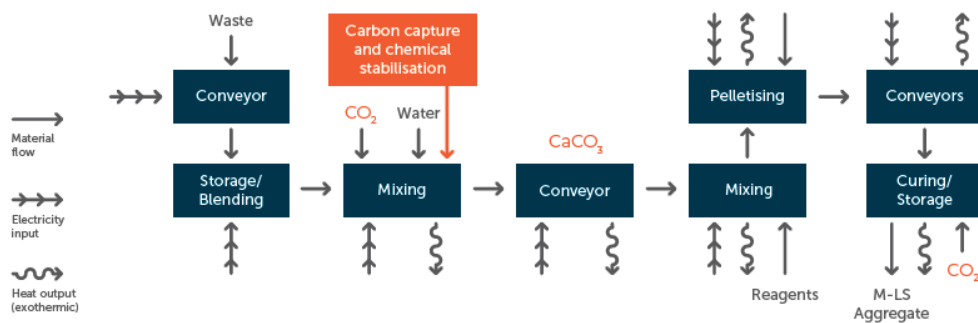 Waste
Carbon capture
and chemical
stabilisation
Conveyor
Pelletising
Conveyors
Material
flow
CO₂
Water
CaCO₃
Storage/
Blending
Mixing
Conveyor
Mixing
Curing/
Storage
Electricity
input
Heat output
(exothermic)
Reagents
M-LS
Aggregate
CO₂